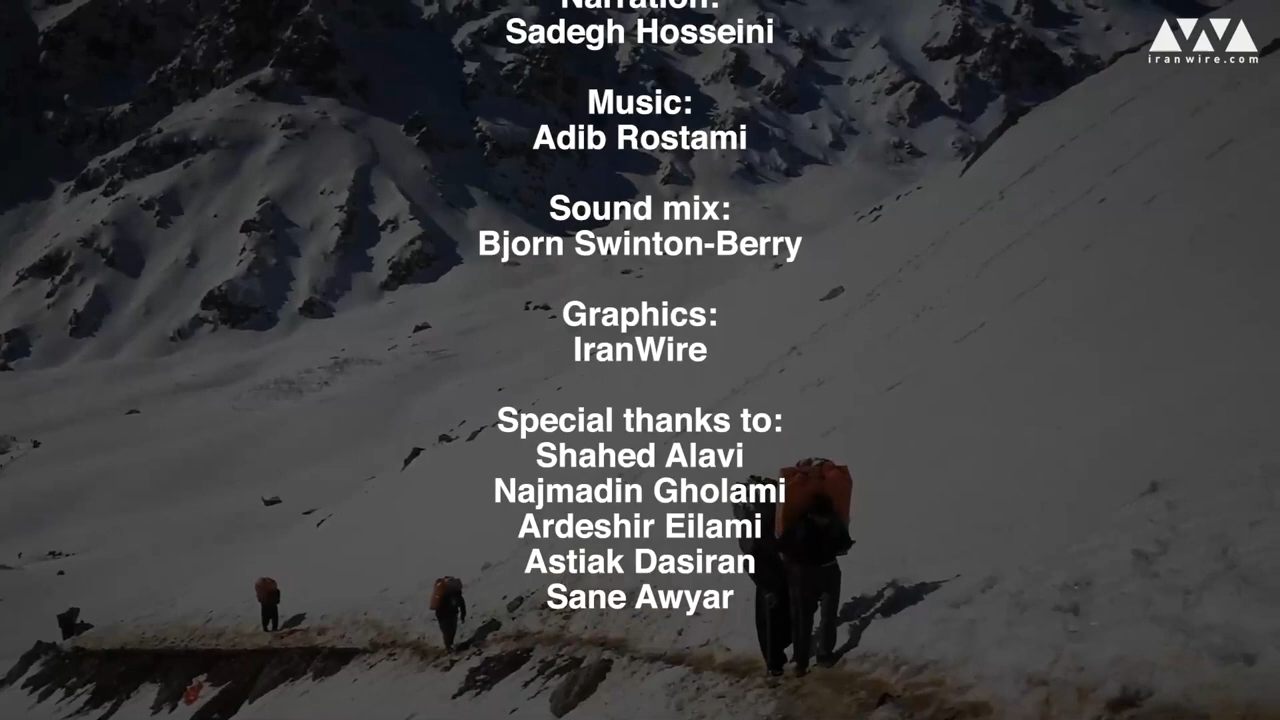 Narration:
Sadegh Hosseini
Music:
Adib Rostami
Sound mix:
Bjorn Swinton-Berry
Graphics:
IranWire
Special thanks to:
Shahed Alavi
Najmadin Gholami
Ardeshir Eilami
Astiak Dasiran
Sane Awyar
iranwire.com